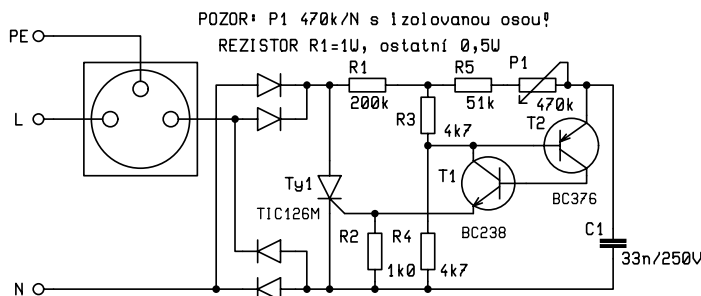 POZOR: P1 470k/N s izolovanou osou!
REZISTOR R1=1W, ostatní 0,5W
PE
L
N
R1
200k
R5
51k
P1
470k
R3
4k7
T2
BC376
T1
BC238
Ty1
TIC126M
R2
1k0
R4
4k7
C1
33n/250V